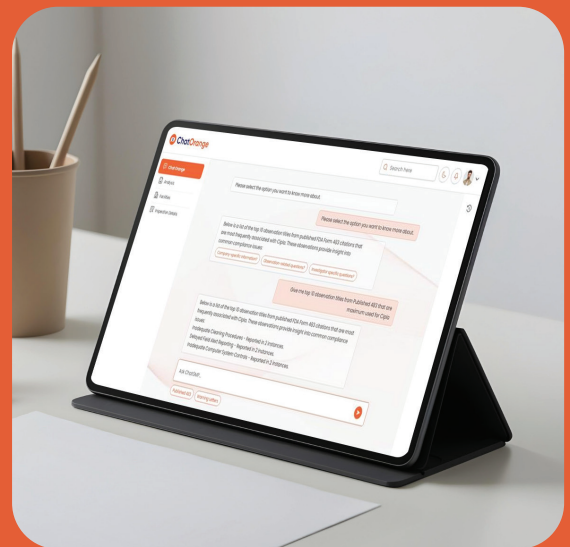 ChatOrange
Search here
Chat Orange
Analysis
Facilities
Inspection Details
Please select the option you want to know more about.
Please select the option you want to know more about.
Below is a list of the top 10 observation titles from published FDA Form 483 citations that
are most frequently associated with Cipla. These observations provide insight into
common compliance issues:
Company-specific information?
Observation-related questions?
Investigator-specific questions?
Give me top 10 observation titles from Published 483 that are
maximum used for Cipla
Below is a list of the top 10 observation titles from published FDA Form 483 citations that are most
frequently associated with Cipla. These observations provide insight into common compliance
issues:
Inadequate Cleaning Procedures - Reported in 2 instances.
Delayed Field Alert Reporting - Reported in 2 instances.
Inadequate Computer System Controls - Reported in 2 instances.
Published 483
Warning Letters